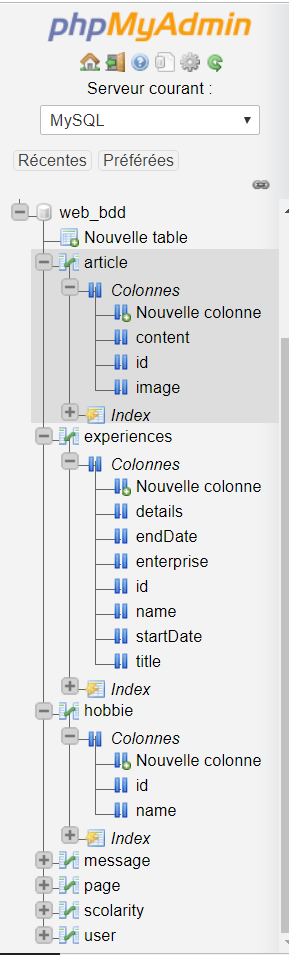 phpMyAdmin
Serveur courant :
MySQL
Récentes Préférées
web_bdd
Nouvelle table
article
Colonnes
Nouvelle colonne
content
id
image
Index
experiences
Colonnes
Nouvelle colonne
details
endDate
enterprise
id
name
startDate
title
Index
hobbie
Colonnes
Nouvelle colonne
id
name
Index
message
page
scolarity
user